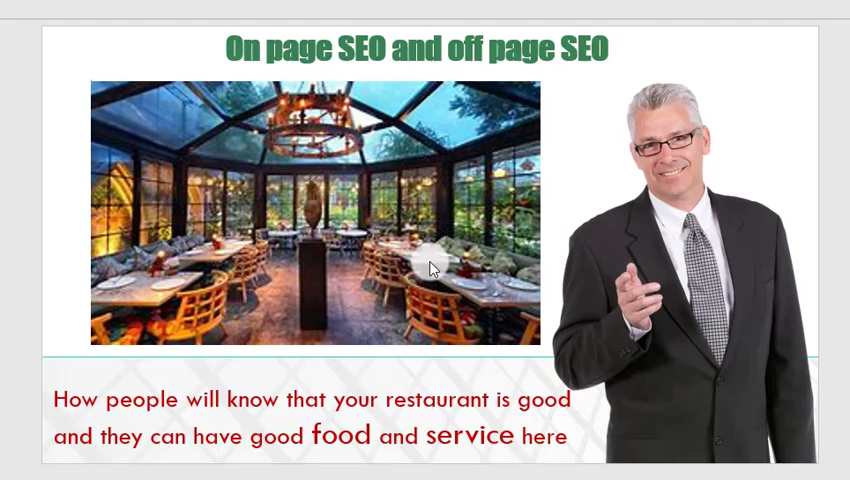 On page SEO and off page SEO
How people will know that your restaurant is good
and they can have good food and service here